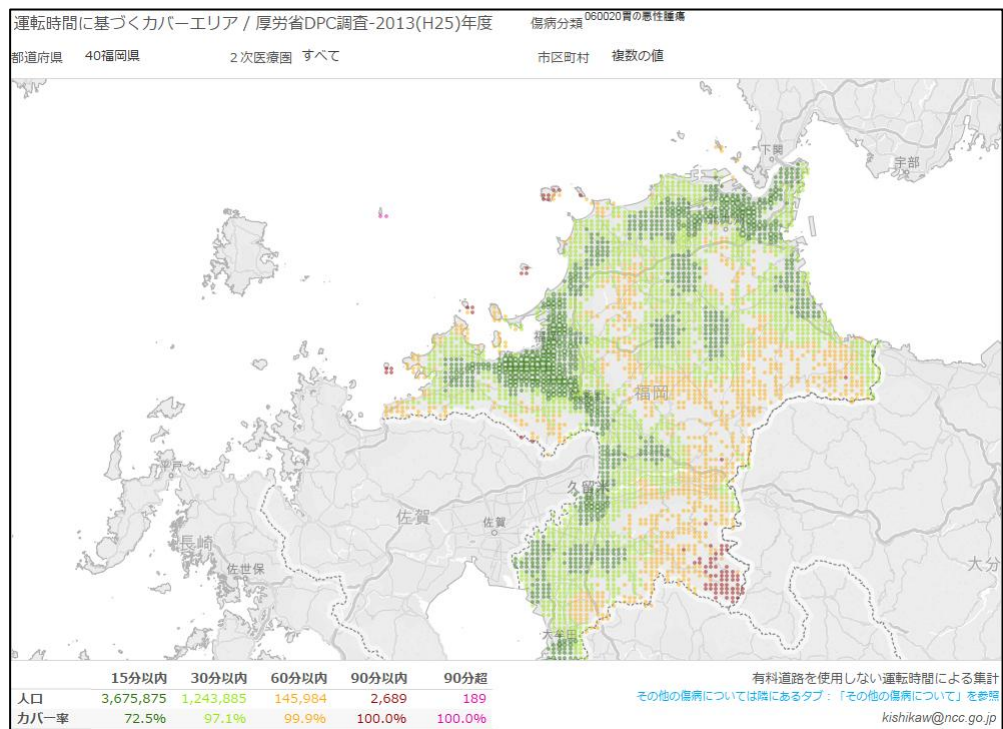 運転時間に基づくカバーエリア / 厚労省DPC調査-2013(H25)年度
傷病分類 060020胃の悪性腫瘍
都道府県 40福岡県 2次医療圏 すべて 市区町村 複数の値
下関
宇部
福岡
久留米
佐賀
佐賀
平戸
長崎
佐世保
大分
大牟田
15分以内 30分以内 60分以内 90分以内 90分超
人口 3,675,875 1,243,885 145,984 2,689 189
カバー率 72.5% 97.1% 99.9% 100.0% 100.0%
有料道路を使用しない運転時間による集計
その他の傷病については隣にあるタブ：「その他の傷病について」を参照
kishikaw@ncc.go.jp